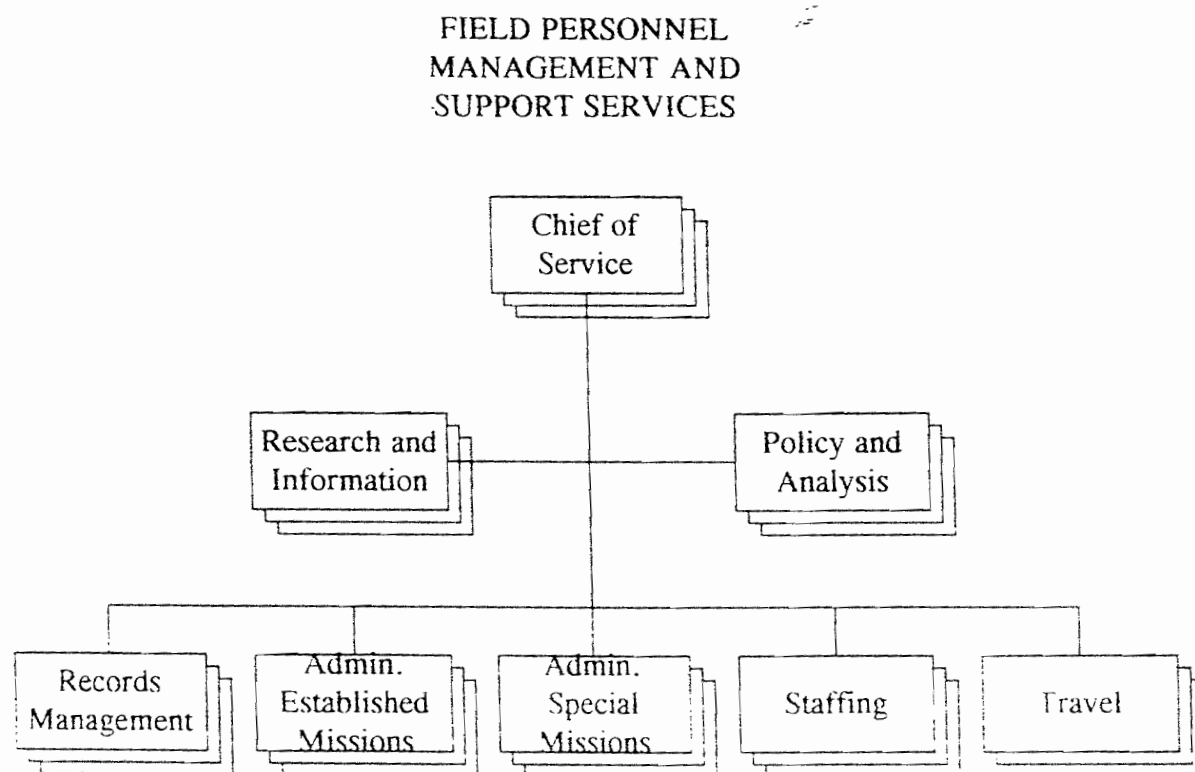 FIELD PERSONNEL
MANAGEMENT AND
SUPPORT SERVICES
Chief of
Service
Research and
Information
Policy and
Analysis
Records
Management
Admin.
Established
Missions
Admin.
Special
Missions
Staffing
Travel